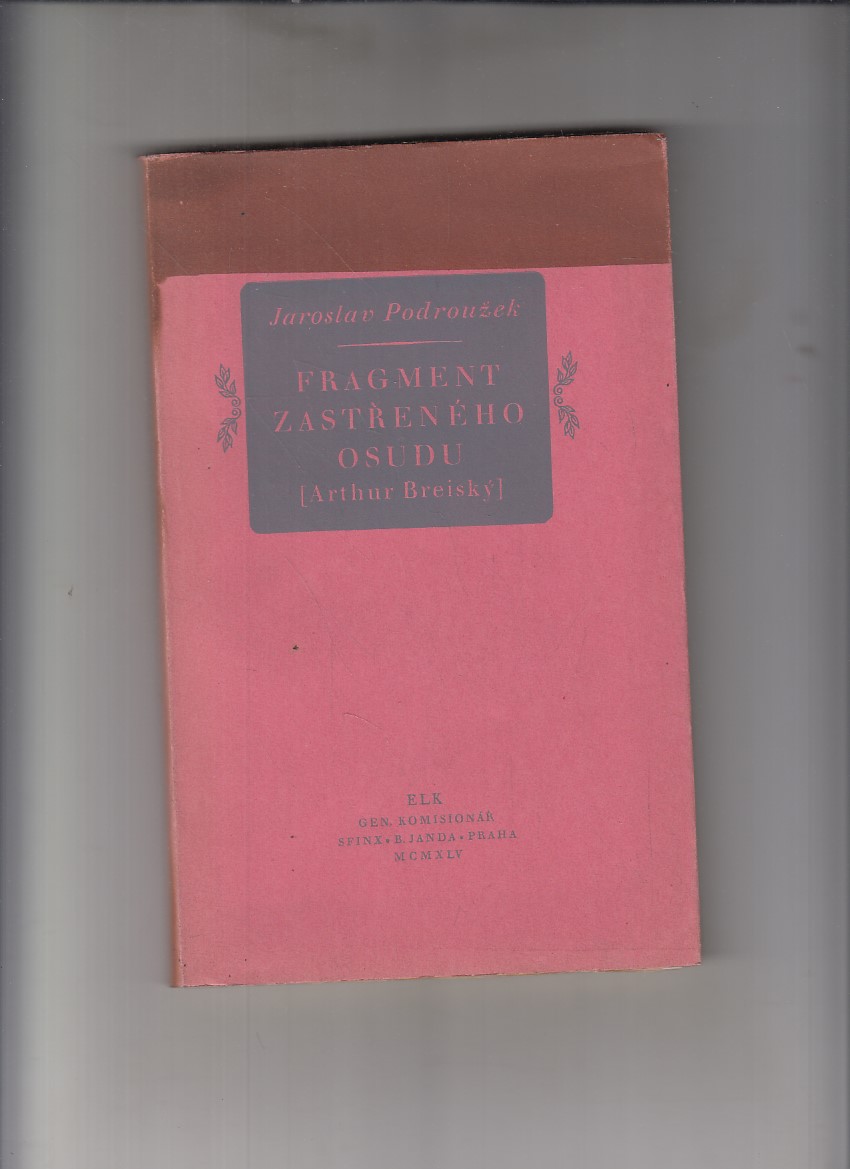 Jaroslav Podroužek
FRAGMENT
ZASTŘENÉHO
OSUDU
[Arthur Breiský]
ELK
GEN. KOMISIONÁŘ
SFINX • B. JANDA • PRAHA
MCMXLV